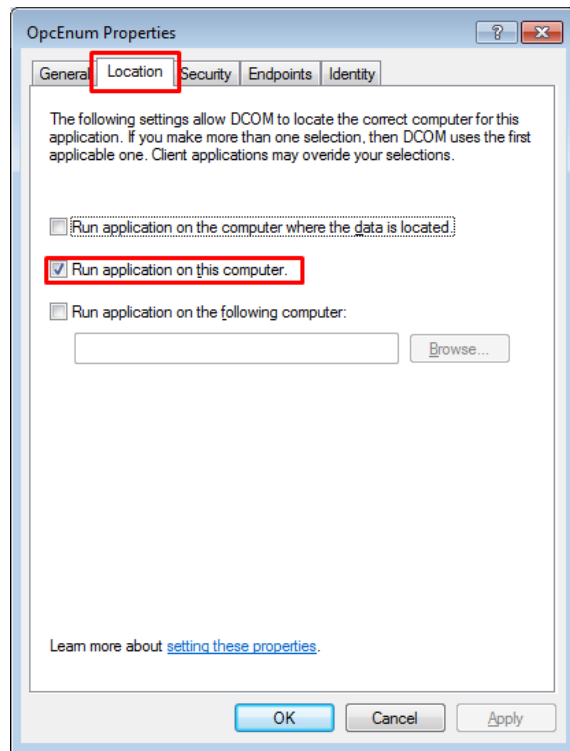 OpcEnum Properties
General Location Security Endpoints Identity
The following settings allow DCOM to locate the correct computer for this
application. If you make more than one selection, then DCOM uses the first
applicable one. Client applications may overide your selections.
Run application on the computer where the data is located.
Run application on this computer.
Run application on the following computer:
Browse...
Learn more about setting these properties.
OK Cancel Apply